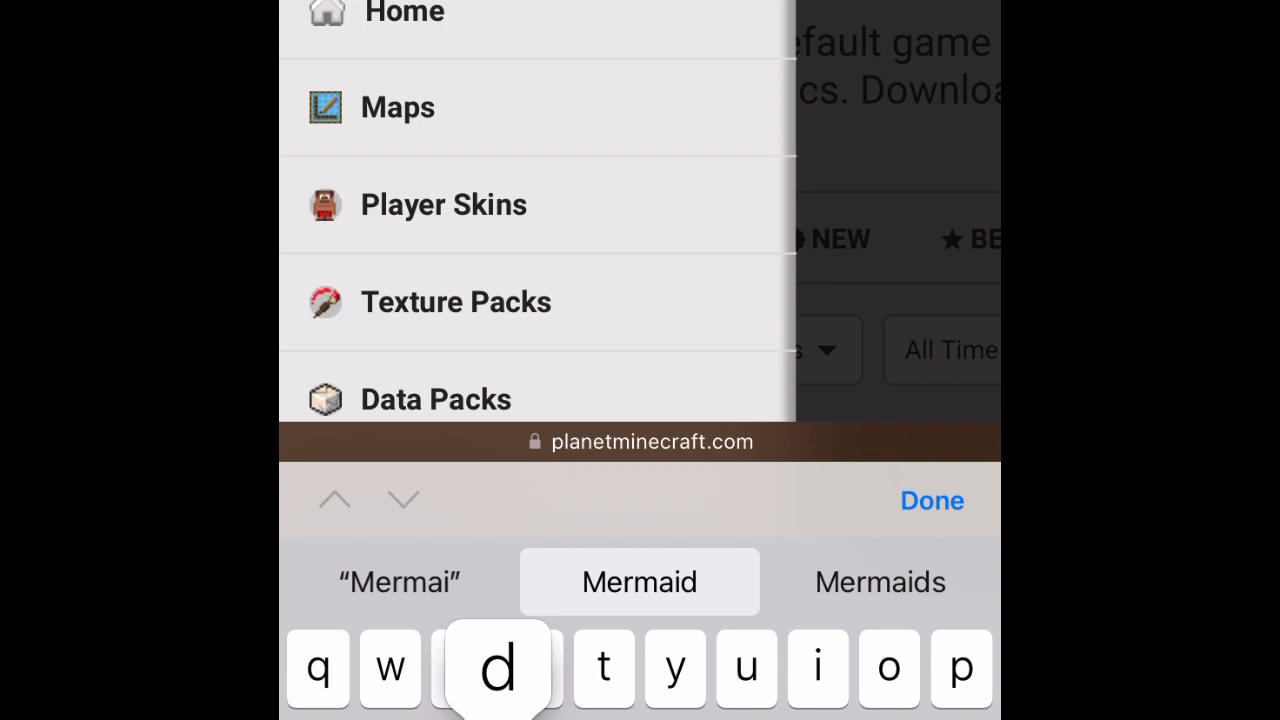 Home
efault game
cs. Downloa
Maps
Player Skins
NEW
BE
Texture Packs
s
All Time
Data Packs
planetminecraft.com
Done
“Mermai”
Mermaid
Mermaids
q w d t y u i o p